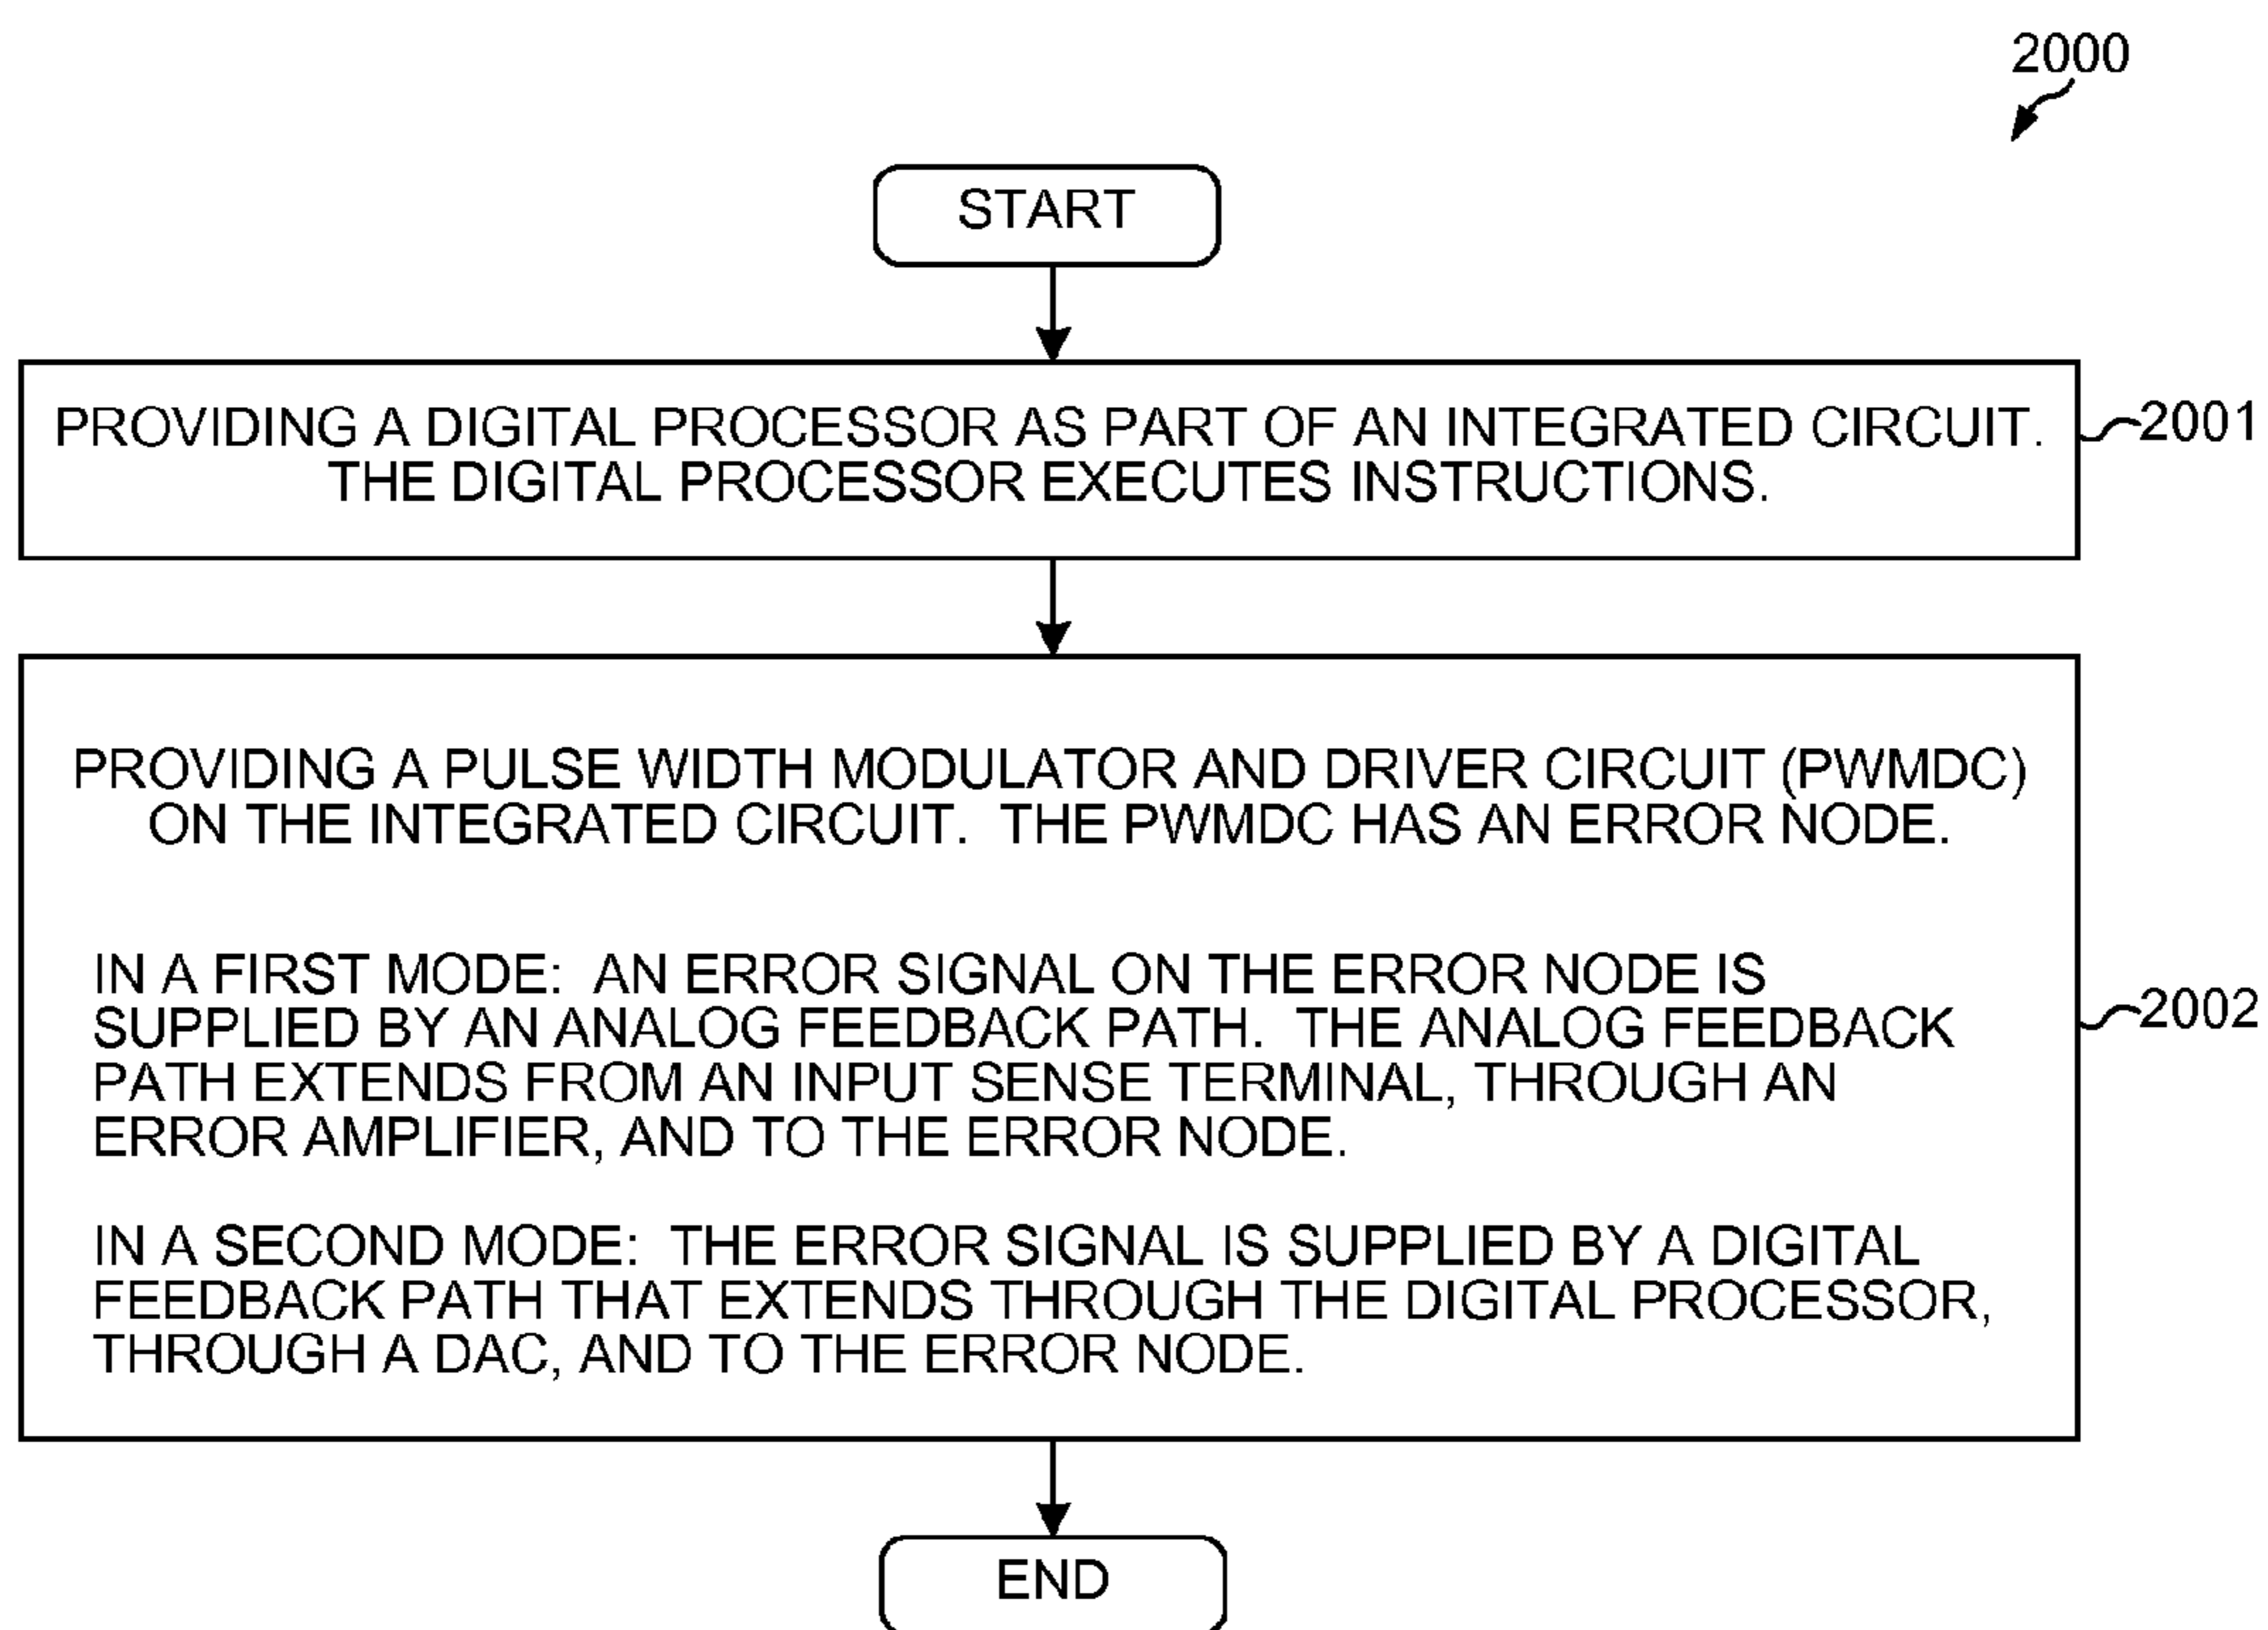 2000
START
PROVIDING A DIGITAL PROCESSOR AS PART OF AN INTEGRATED CIRCUIT.
THE DIGITAL PROCESSOR EXECUTES INSTRUCTIONS.
2001
PROVIDING A PULSE WIDTH MODULATOR AND DRIVER CIRCUIT (PWMDC)
ON THE INTEGRATED CIRCUIT. THE PWMDC HAS AN ERROR NODE.
IN A FIRST MODE: AN ERROR SIGNAL ON THE ERROR NODE IS
SUPPLIED BY AN ANALOG FEEDBACK PATH. THE ANALOG FEEDBACK
PATH EXTENDS FROM AN INPUT SENSE TERMINAL, THROUGH AN
ERROR AMPLIFIER, AND TO THE ERROR NODE.
IN A SECOND MODE: THE ERROR SIGNAL IS SUPPLIED BY A DIGITAL
FEEDBACK PATH THAT EXTENDS THROUGH THE DIGITAL PROCESSOR,
THROUGH A DAC, AND TO THE ERROR NODE.
2002
END